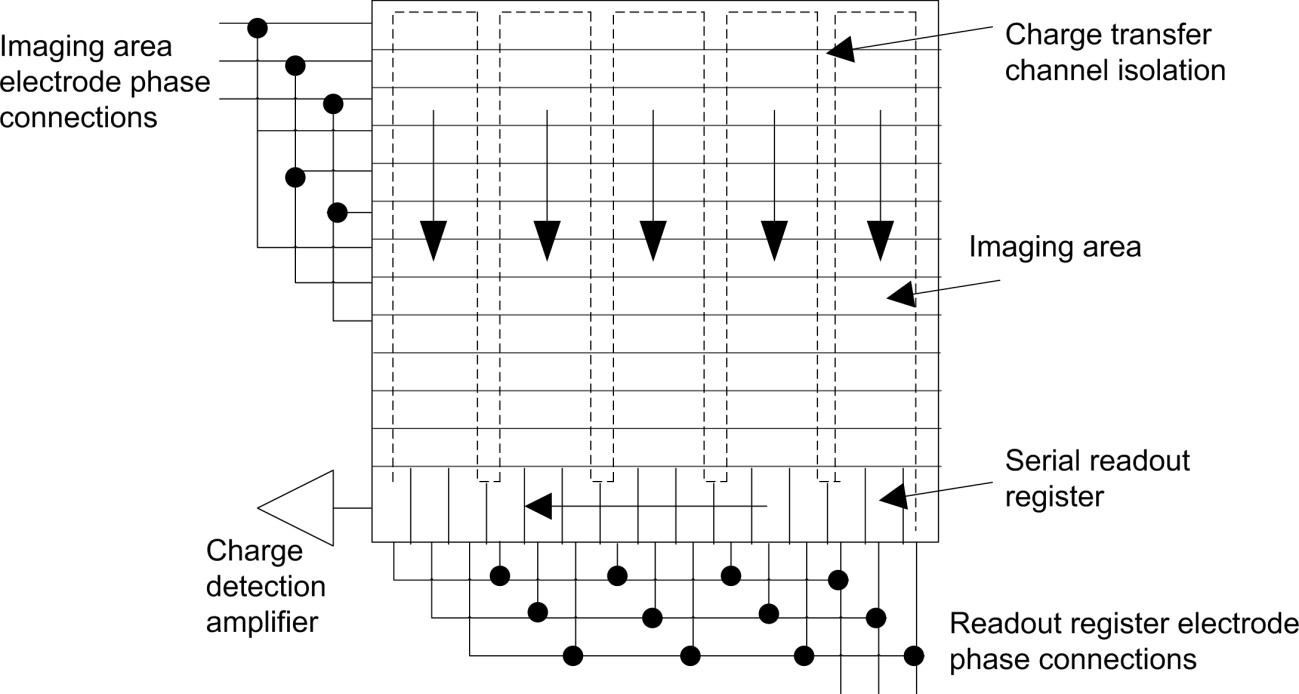 Imaging area
electrode phase
connections
Charge transfer
channel isolation
Imaging area
Serial readout
register
Charge
detection
amplifier
Readout register electrode
phase connections